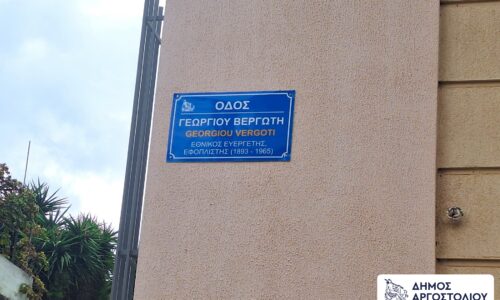 ΟΔΟΣ
ΓΕΩΡΓΙΟΥ ΒΕΡΓΩΤΗ
GEORGIOU VERGOTI
ΕΘΝΙΚΟΣ ΕΥΕΡΓΕΤΗΣ,
ΕΦΟΠΛΙΣΤΗΣ (1893 - 1965)
ΔΗΜΟΣ
ΑΡΓΟΣΤΟΛΙΟΥ